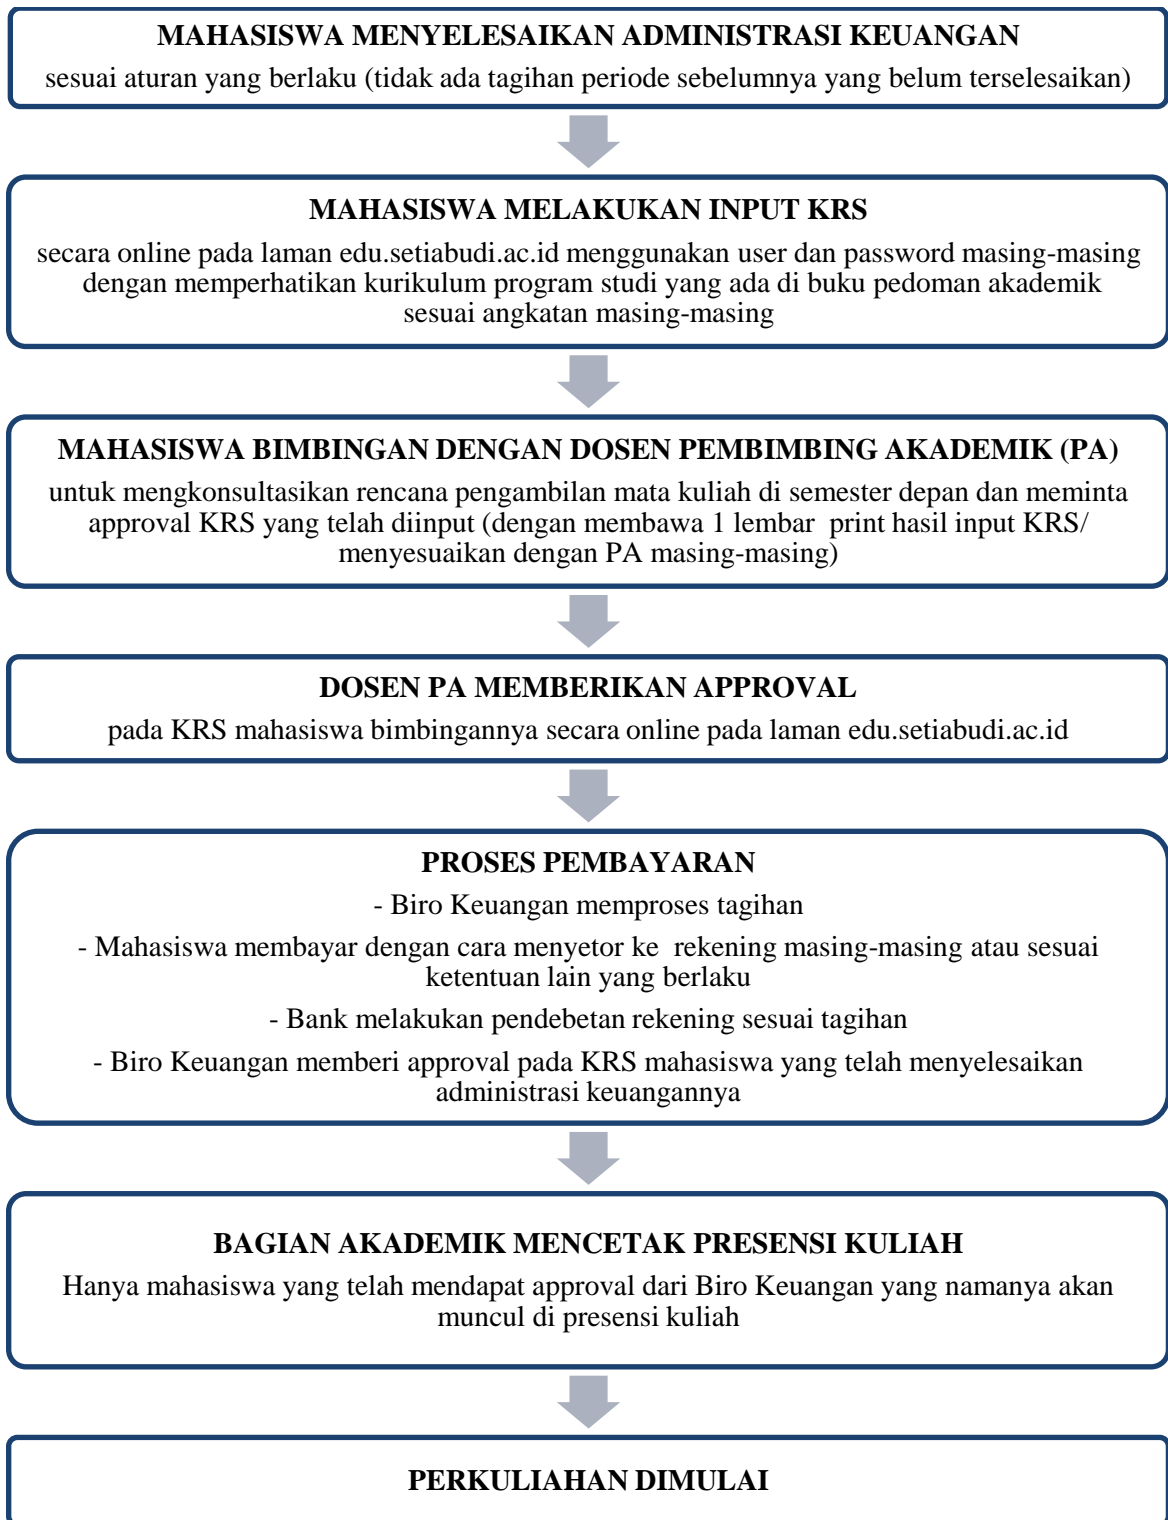 MAHASISWA MENYELESAIKAN ADMINISTRASI KEUANGAN
sesuai aturan yang berlaku (tidak ada tagihan periode sebelumnya yang belum terselesaikan)
MAHASISWA MELAKUKAN INPUT KRS
secara online pada laman edu.setiabudi.ac.id menggunakan user dan password masing-masing
dengan memperhatikan kurikulum program studi yang ada di buku pedoman akademik
sesuai angkatan masing-masing
MAHASISWA BIMBINGAN DENGAN DOSEN PEMBIMBING AKADEMIK (PA)
untuk mengkonsultasikan rencana pengambilan mata kuliah di semester depan dan meminta
approval KRS yang telah diinput (dengan membawa 1 lembar print hasil input KRS/
menyesuaikan dengan PA masing-masing)
DOSEN PA MEMBERIKAN APPROVAL
pada KRS mahasiswa bimbingannya secara online pada laman edu.setiabudi.ac.id
PROSES PEMBAYARAN
- Biro Keuangan memproses tagihan
- Mahasiswa membayar dengan cara menyetor ke rekening masing-masing atau sesuai
ketentuan lain yang berlaku
- Bank melakukan pendebetan rekening sesuai tagihan
- Biro Keuangan memberi approval pada KRS mahasiswa yang telah menyelesaikan
administrasi keuangannya
BAGIAN AKADEMIK MENCETAK PRESENSI KULIAH
Hanya mahasiswa yang telah mendapat approval dari Biro Keuangan yang namanya akan
muncul di presensi kuliah
PERKULIAHAN DIMULAI